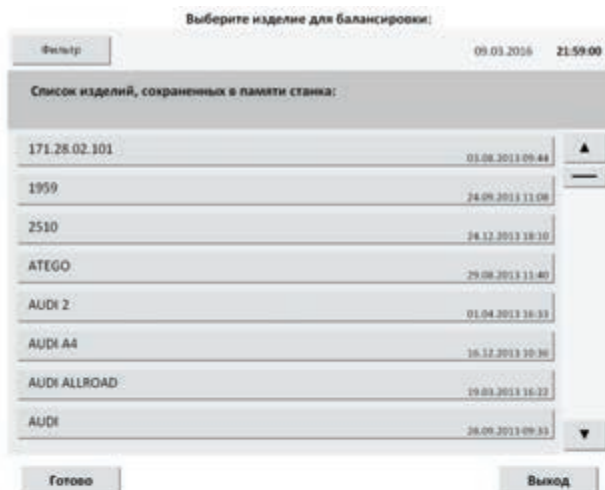 Выберите изделие для балансировки:
Фильтр 09.03.2016 21:59:00
Список изделий, сохраненных в памяти станка:
171.28.02.101 03.08.2013 09:44
1959 24.09.2013 11:08
2510 24.12.2013 18:10
ATEGO 29.08.2013 11:40
AUDI 2 01.04.2013 16:33
AUDI A4 16.12.2013 10:36
AUDI ALLROAD 19.03.2013 16:22
AUDI 26.09.2013 09:33
Готово Выход